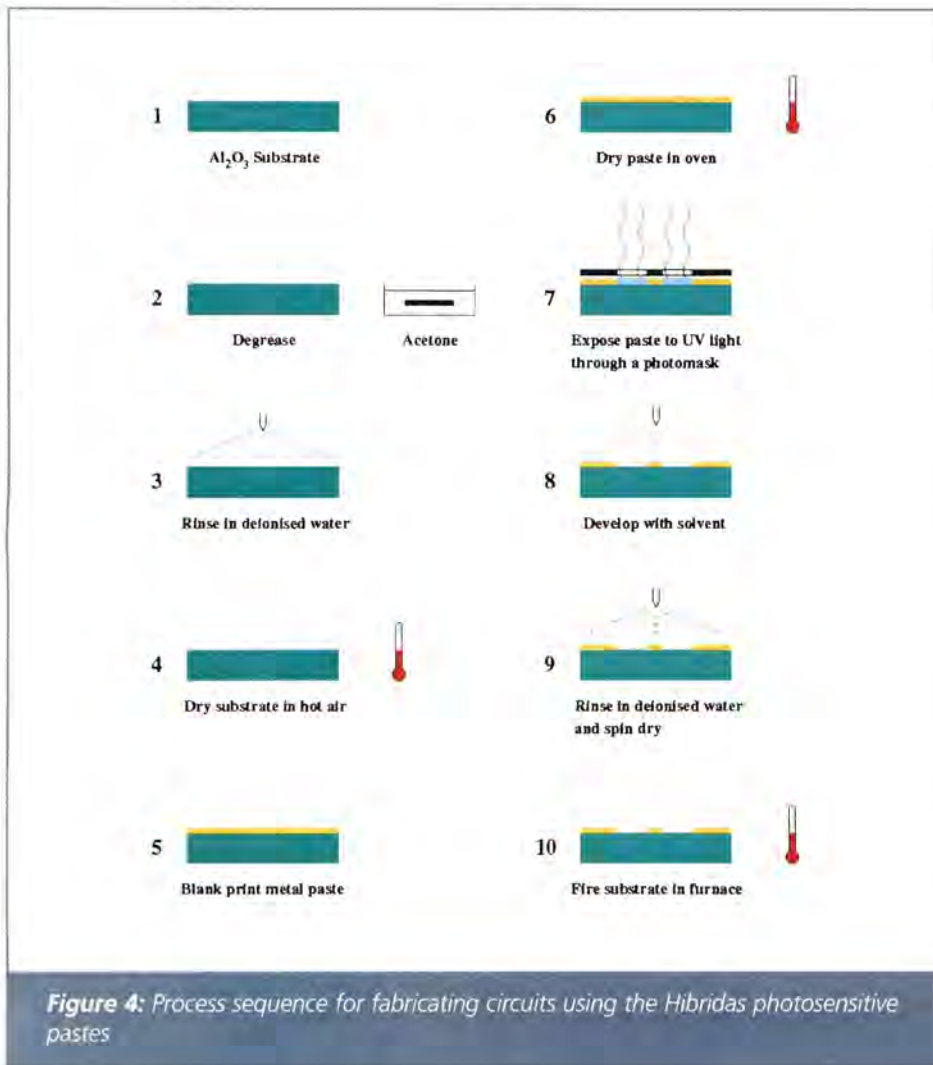 1
Al₂O₃ Substrate
2
Degrease
Acetone
3
Rinse in deionised water
4
Dry substrate in hot air
5
Blank print metal paste
6
Dry paste in oven
7
Expose paste to UV light
through a photomask
8
Develop with solvent
9
Rinse in deionised water
and spin dry
10
Fire substrate in furnace
Figure 4: Process sequence for fabricating circuits using the Hibridas photosensitive
pastes